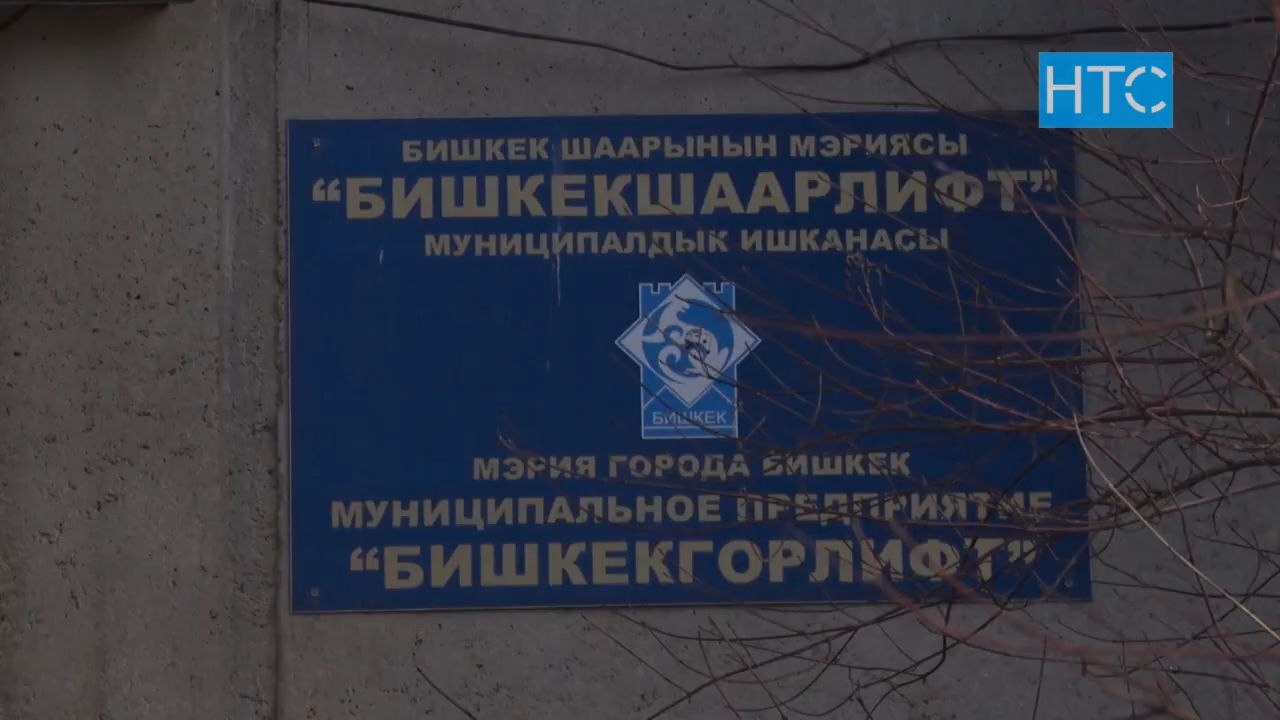 НТС
БИШКЕК ШААРЫНЫН МЭРИЯСЫ
“БИШКЕКШААРЛИФТ”
МУНИЦИПАЛДЫК ИШКАНАСЫ
БИШКЕК
МЭРИЯ ГОРОДА БИШКЕК
МУНИЦИПАЛЬНОЕ ПРЕДПРИЯТИЕ
“БИШКЕКГОРЛИФТ”